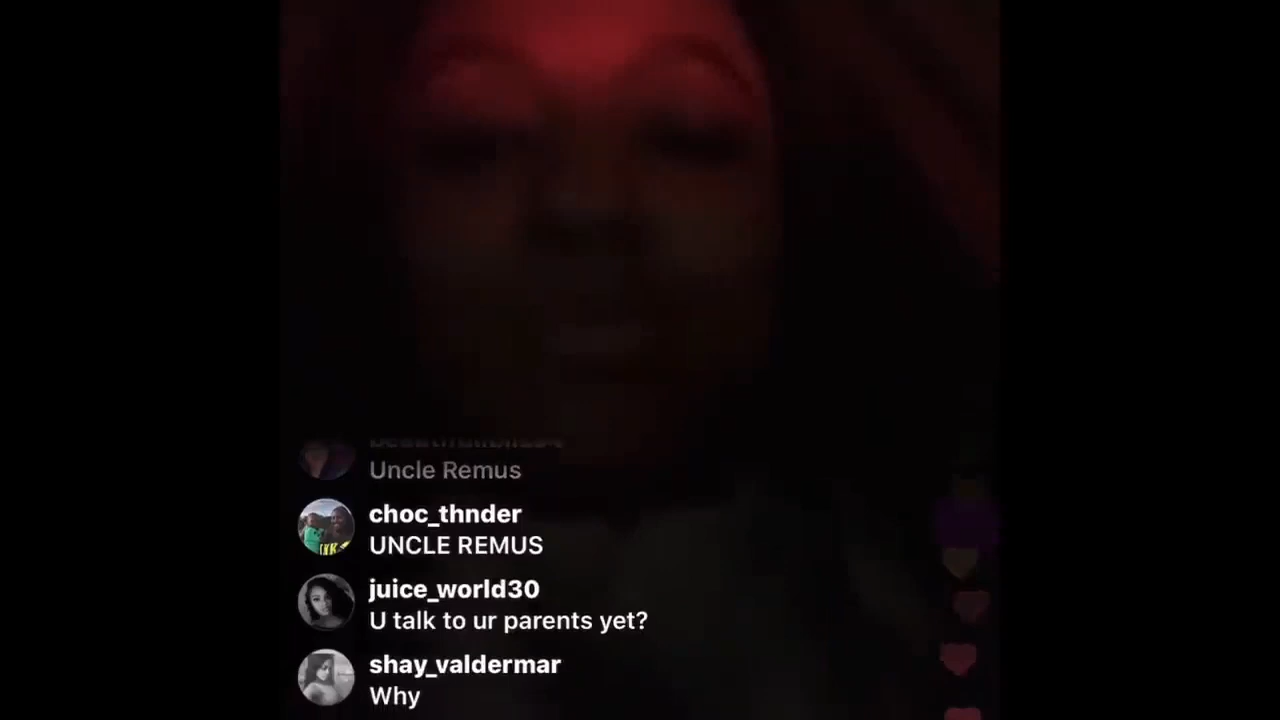 Uncle Remus
choc_thnder
UNCLE REMUS
juice_world30
U talk to ur parents yet?
shay_valdermar
Why